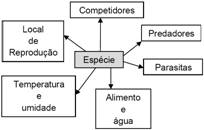 Competidores
Local
de
Reprodução
Predadores
Espécie
Parasitas
Temperatura
e
umidade
Alimento
e
água